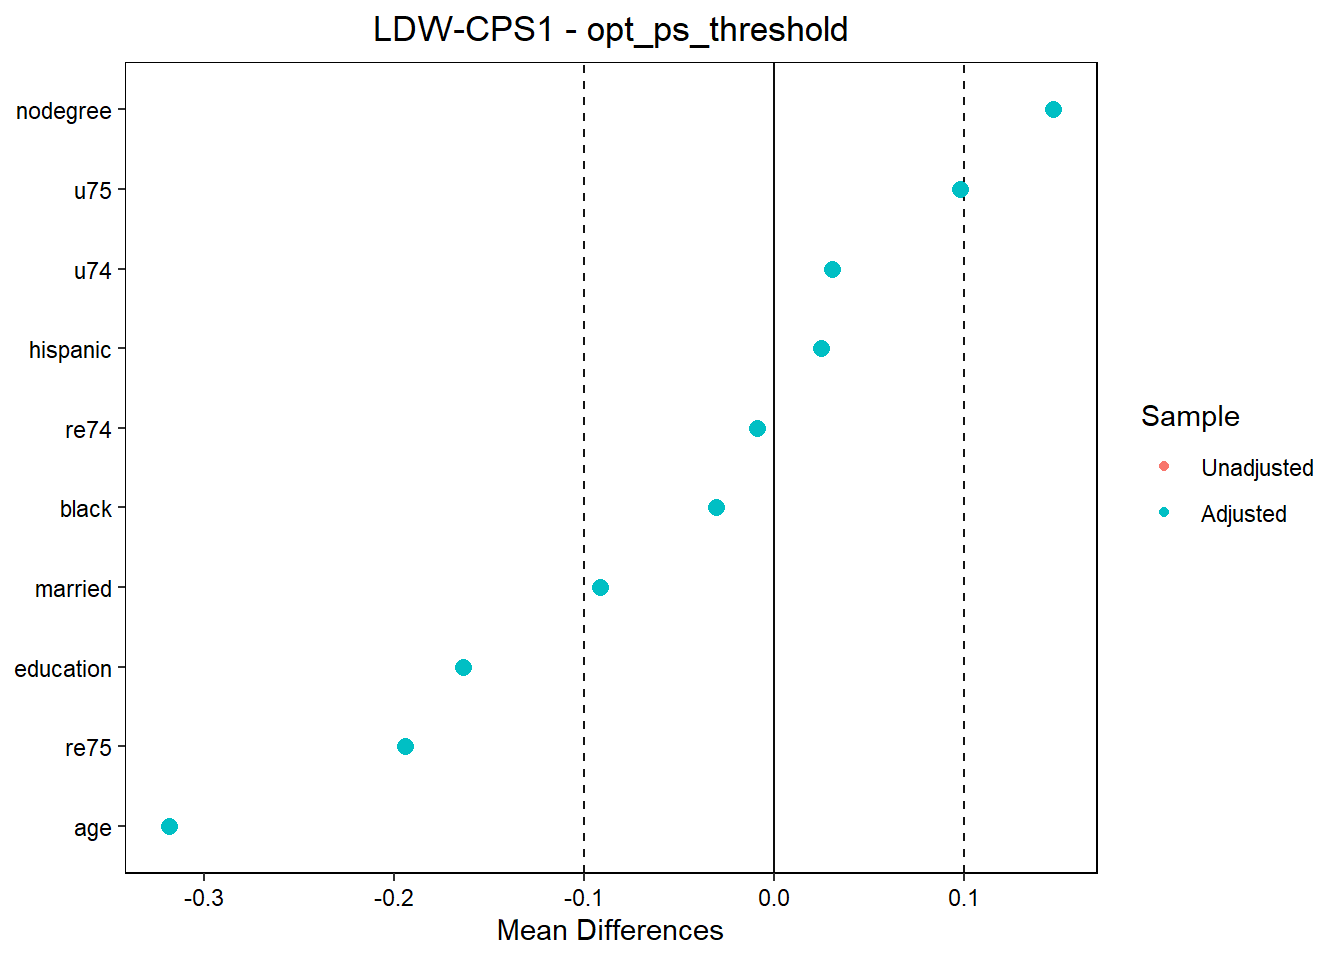 LDW-CPS1 - opt_ps_threshold
nodegree
u75
u74
hispanic
re74
black
married
education
re75
age
-0.3 -0.2 -0.1 0.0 0.1
Mean Differences
Sample
Unadjusted
Adjusted